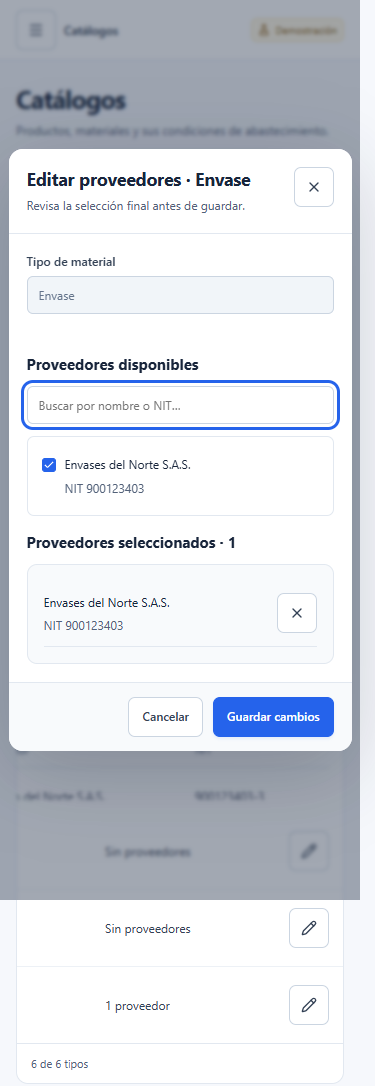 Catálogos
Demostración
Catálogos
Productos, materiales y sus condiciones de abastecimiento.
Editar proveedores · Envase
Revisa la selección final antes de guardar.
Tipo de material
Envase
Proveedores disponibles
Buscar por nombre o NIT...
Envases del Norte S.A.S.
NIT 900123403
Proveedores seleccionados · 1
Envases del Norte S.A.S.
NIT 900123403
Cancelar
Guardar cambios
del Norte S.A.S.
Sin proveedores
Sin proveedores
1 proveedor
6 de 6 tipos